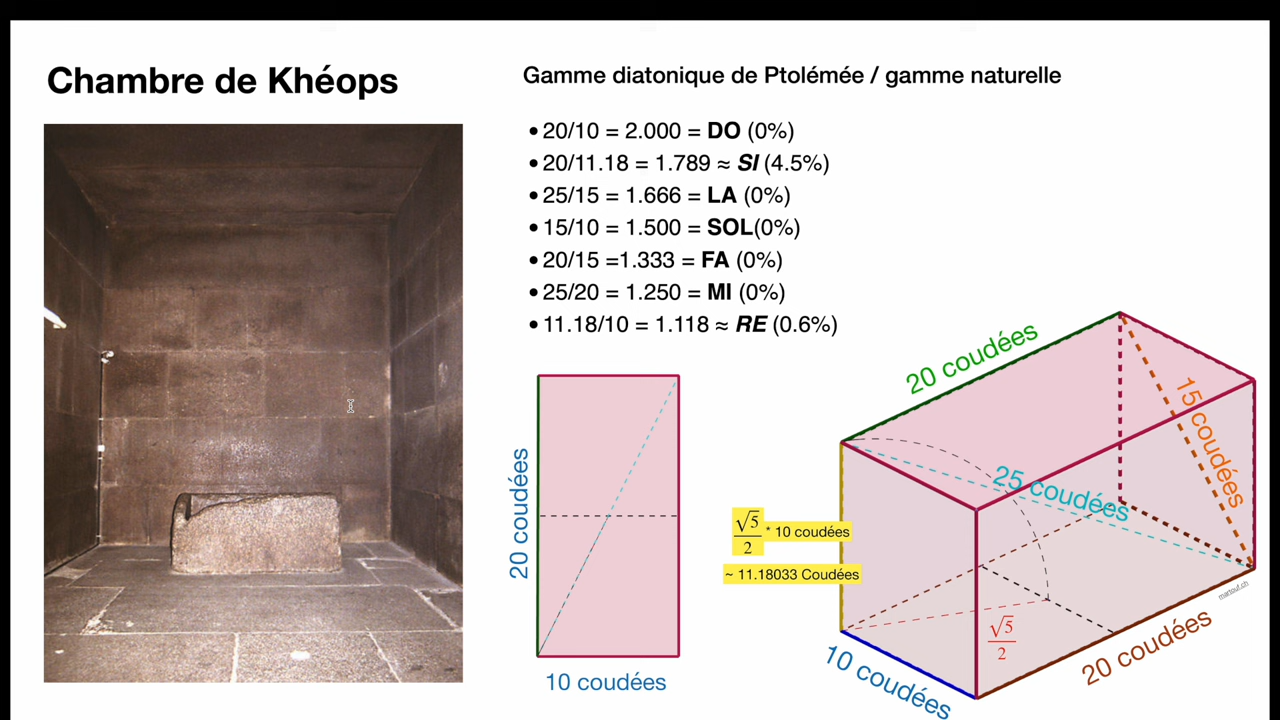 Chambre de Khéops
Gamme diatonique de Ptolémée / gamme naturelle
•20/10 = 2.000 = DO (0%)
•20/11.18 = 1.789 ≈ SI (4.5%)
•25/15 = 1.666 = LA (0%)
•15/10 = 1.500 = SOL(0%)
•20/15 =1.333 = FA (0%)
•25/20 = 1.250 = MI (0%)
•11.18/10 = 1.118 ≈ RE (0.6%)
20 coudées
10 coudées
20 coudées
15 coudées
25 coudées
√5/2 * 10 coudées
~ 11.18033 Coudées
√5/2
10 coudées
20 coudées
martouf.ch